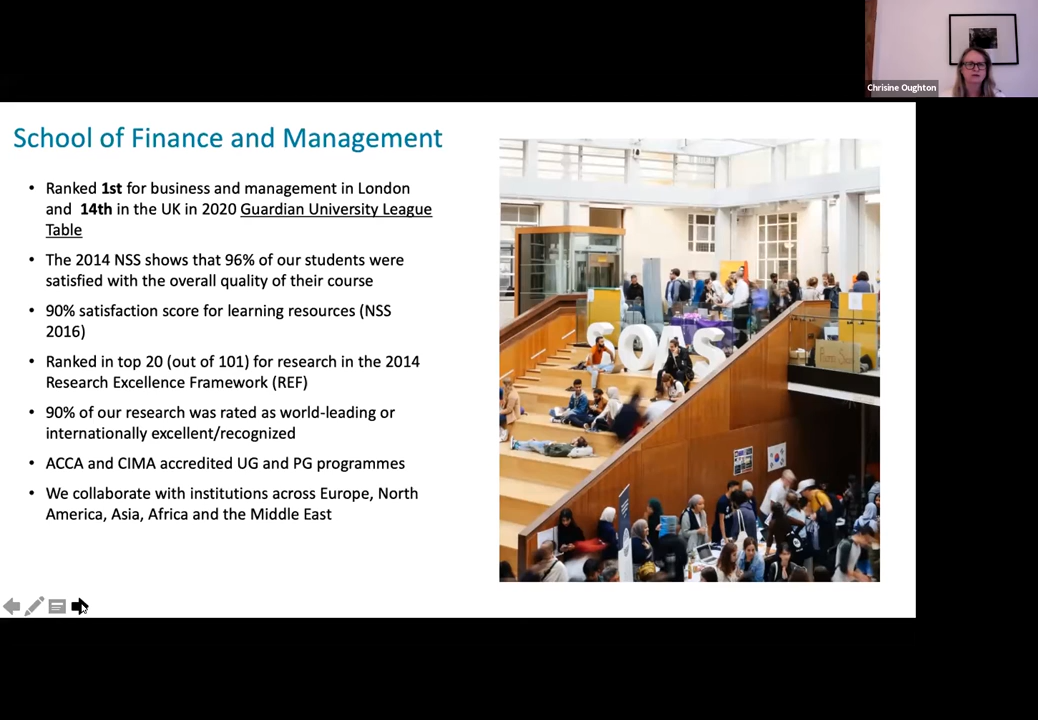 Chrisine Oughton
School of Finance and Management
• Ranked 1st for business and management in London
and 14th in the UK in 2020 Guardian University League
Table
• The 2014 NSS shows that 96% of our students were
satisfied with the overall quality of their course
• 90% satisfaction score for learning resources (NSS
2016)
• Ranked in top 20 (out of 101) for research in the 2014
Research Excellence Framework (REF)
• 90% of our research was rated as world-leading or
internationally excellent/recognized
• ACCA and CIMA accredited UG and PG programmes
• We collaborate with institutions across Europe, North
America, Asia, Africa and the Middle East
SOAS